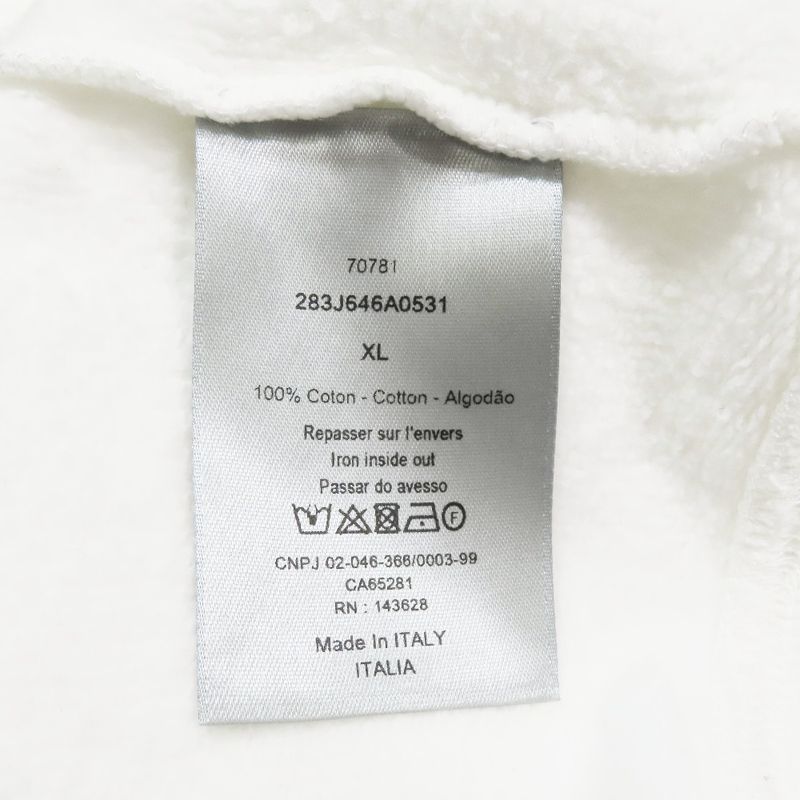 70781
283J646A0531
XL
100% Coton - Cotton - Algodão
Repasser sur l'envers
Iron inside out
Passar do avesso
F
CNPJ 02-046-366/0003-99
CA65281
RN : 143628
Made In ITALY
ITALIA